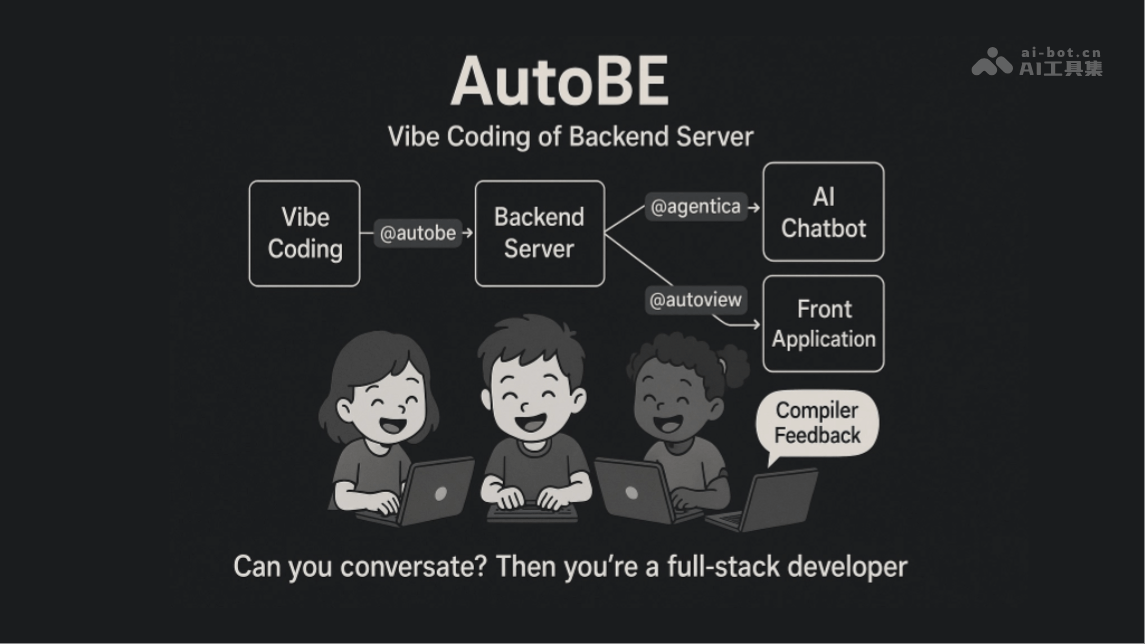 ai-bot.cn
AI工具集
AutoBE
Vibe Coding of Backend Server
Vibe
Coding
@autobe
Backend
Server
@agentica
AI
Chatbot
@autoview
Front
Application
Compiler
Feedback
Can you conversate? Then you're a full-stack developer